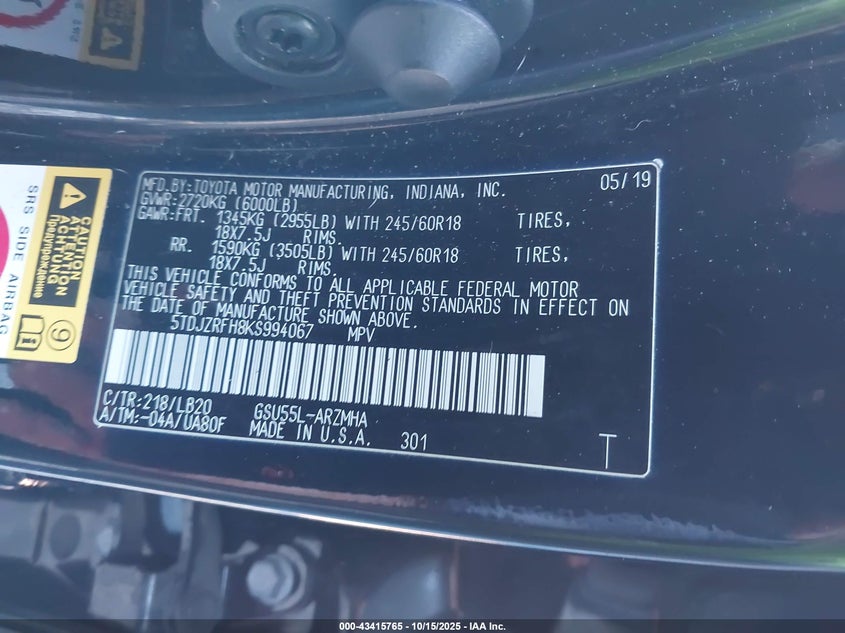 MFD.BY:TOYOTA MOTOR MANUFACTURING, INDIANA, INC. 05/19
GVWR:2720KG (6000LB)
GAWR:FRT. 1345KG (2955LB) WITH 245/60R18 TIRES,
18X7.5J RIMS.
RR. 1590KG (3505LB) WITH 245/60R18 TIRES,
18X7.5J RIMS.
THIS VEHICLE CONFORMS TO ALL APPLICABLE FEDERAL MOTOR
VEHICLE SAFETY AND THEFT PREVENTION STANDARDS IN EFFECT ON
THE DATE OF MANUFACTURE SHOWN ABOVE.
5TDJZRFH8KS994067 MPV
C/TR:218/LB20 GSU55L-ARZMHA
A/TM:-04A/UA80F MADE IN U.S.A. 301 T
CAUTION
ATTENTION
ACHTUNG
Предупреждение
SRS SIDE AIRBAG
9
000-43415765 - 10/15/2025 - IAA Inc.